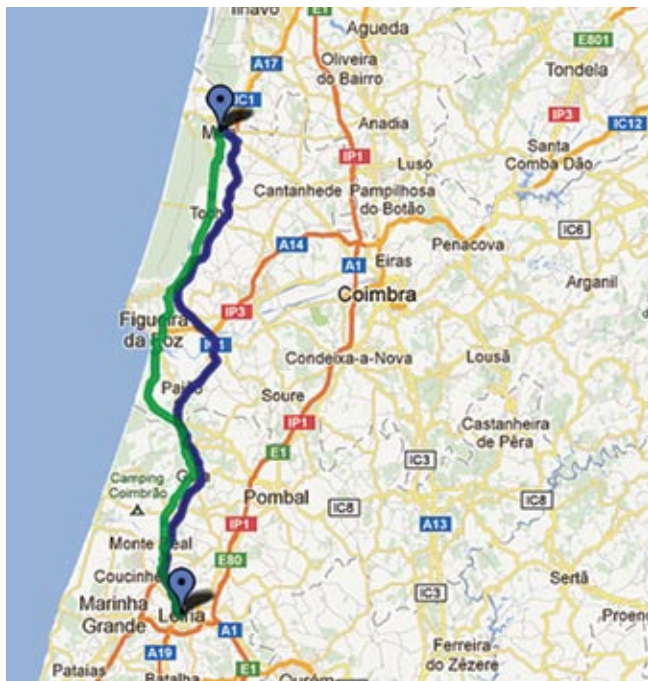 Ílhavo
E1
Águeda
E801
A17
Oliveira
do Bairro
Tondela
IC1
IP3
Anadia
IC12
IP1
Luso
Santa
Comba Dão
Cantanhede
Pampilhosa
do Botão
A14
Penacova
IC6
Eiras
A1
Arganil
IP3
Coimbra
Figueira
da Foz
Condeixa-a-Nova
Lousã
Soure
IP1
Castanheira
de Pêra
E1
IC3
Camping
Coimbrão
Pombal
IC8
IC8
IP1
A13
Monte Real
E80
Sertã
Marinha
Grande
Leiria
A1
IC3
A19
Ferreira
do Zêzere
E1
Pataias
Batalha
Ourém